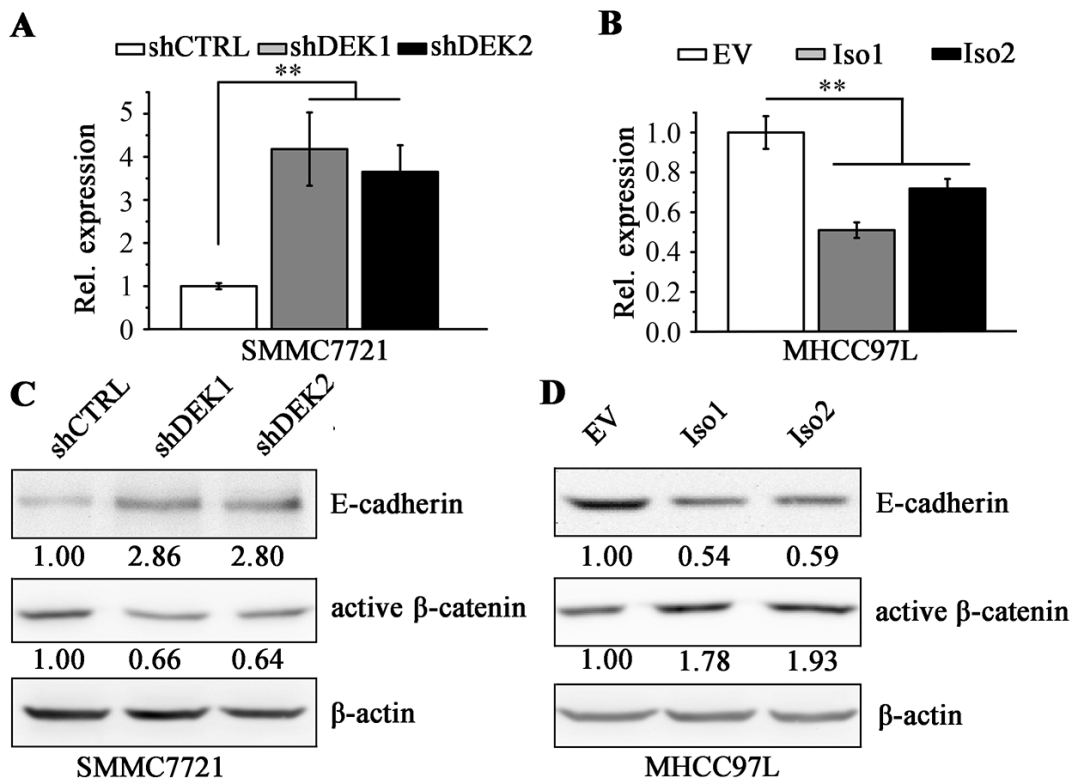 A
shCTRL shDEK1 shDEK2
**
5
4
3
2
1
0
Rel. expression
SMMC7721
B
EV Iso1 Iso2
**
1.0
0.8
0.6
0.4
0.2
0.0
Rel. expression
MHCC97L
C
shCTRL shDEK1 shDEK2
E-cadherin
1.00 2.86 2.80
active β-catenin
1.00 0.66 0.64
β-actin
SMMC7721
D
EV Iso1 Iso2
E-cadherin
1.00 0.54 0.59
active β-catenin
1.00 1.78 1.93
β-actin
MHCC97L